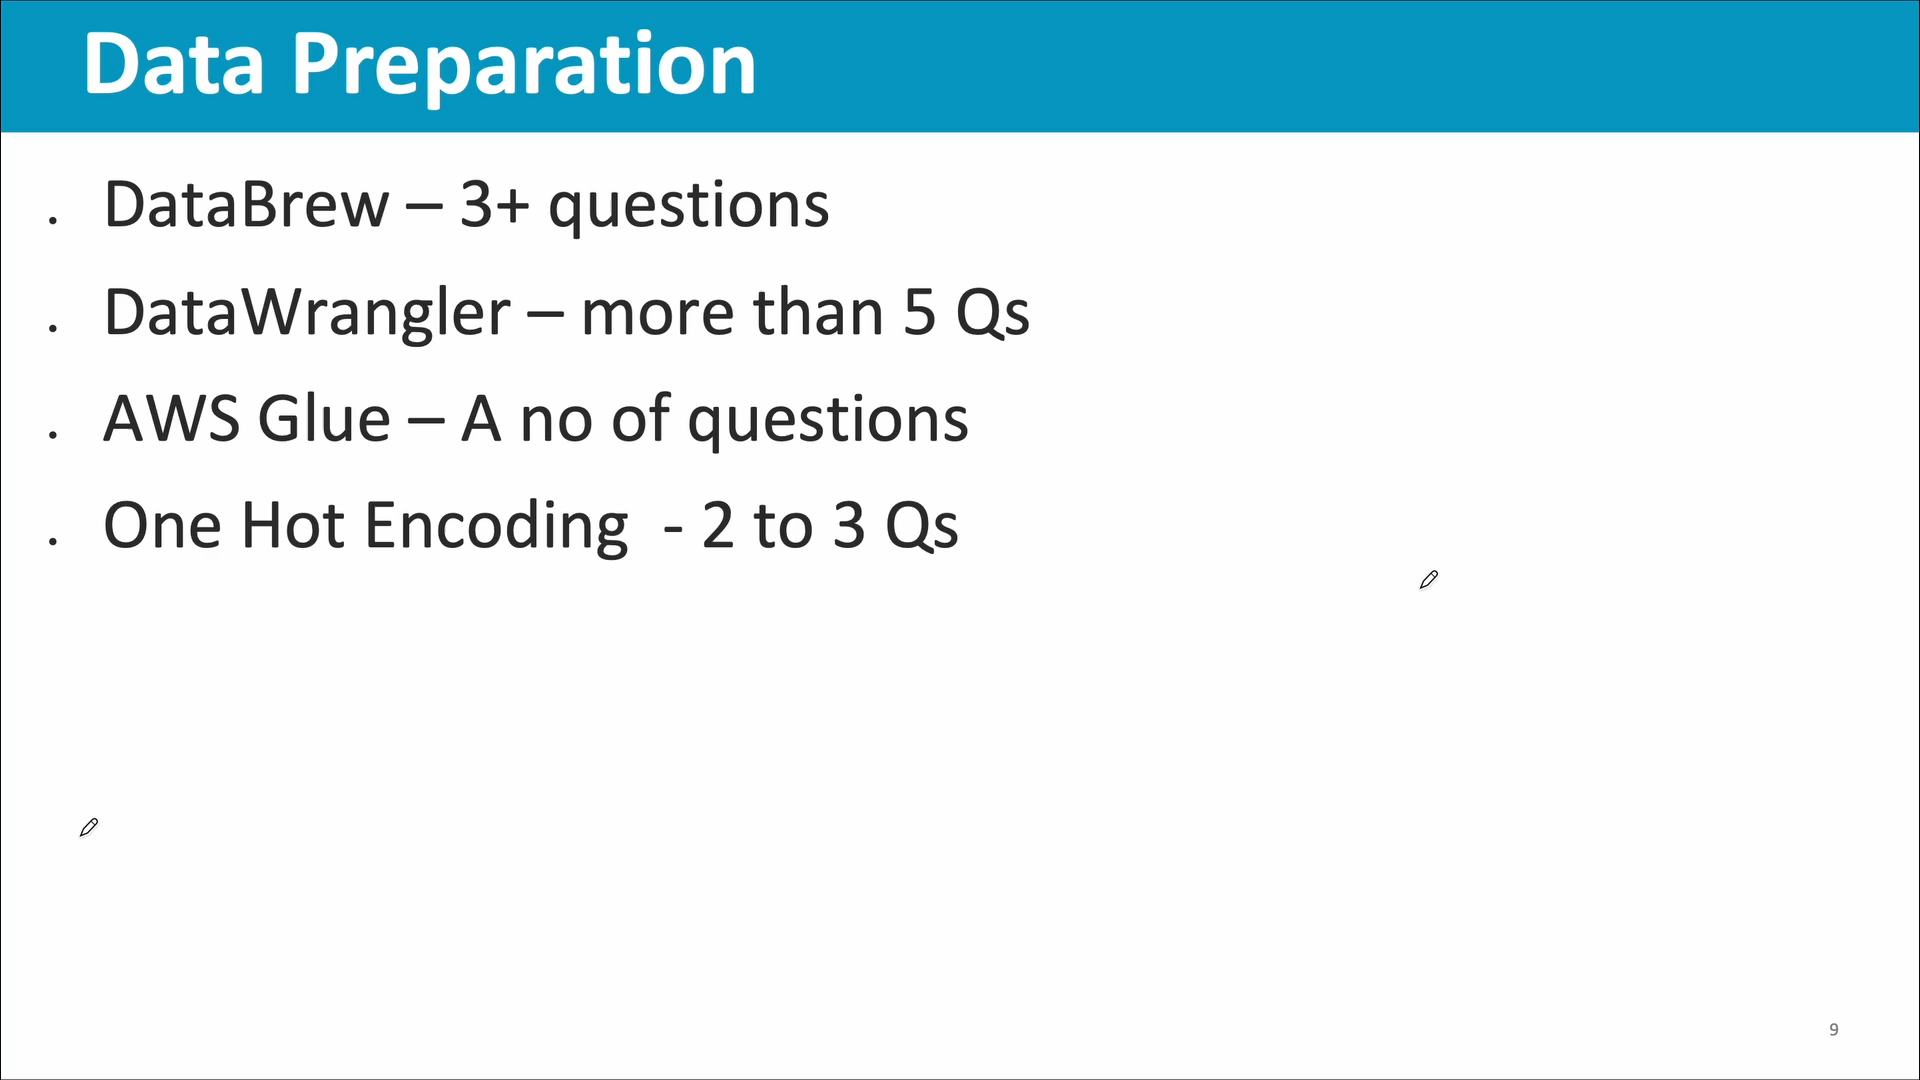 Data Preparation
. DataBrew – 3+ questions
. DataWrangler – more than 5 Qs
. AWS Glue – A no of questions
. One Hot Encoding  - 2 to 3 Qs
9